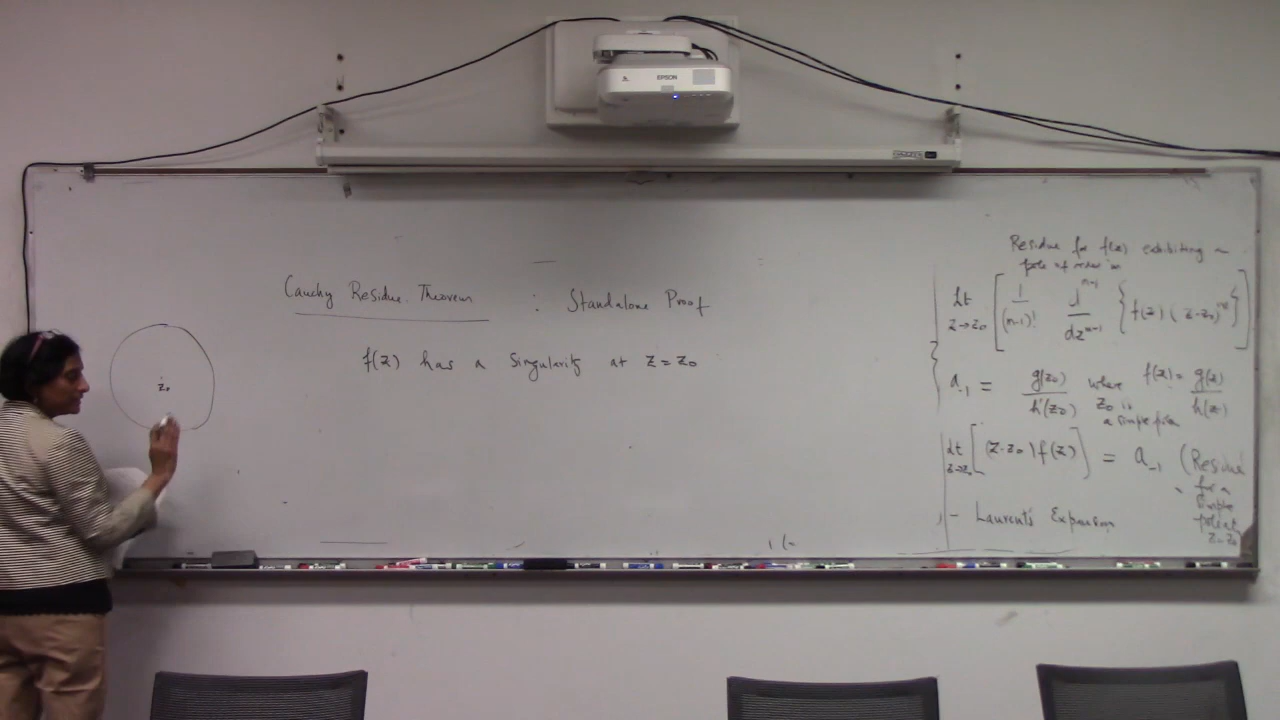 EPSON
Cauchy Residue Theorem : Standalone Proof
f(z) has a Singularity at z = z₀
z₀
Residue for f(z) exhibiting a
pole of order n
Lt z→z₀ [ 1/(n-1)! d^(n-1)/dz^(n-1) { f(z) (z-z₀)^n } ]
a₋₁ = g(z₀)/h'(z₀) where f(z) = g(z)/h(z)
z₀ is
a simple pole
Lt z→z₀ [ (z-z₀) f(z) ] = a₋₁ (Residue
for a
simple
pole at
z=z₀)
- Laurent's Expansion